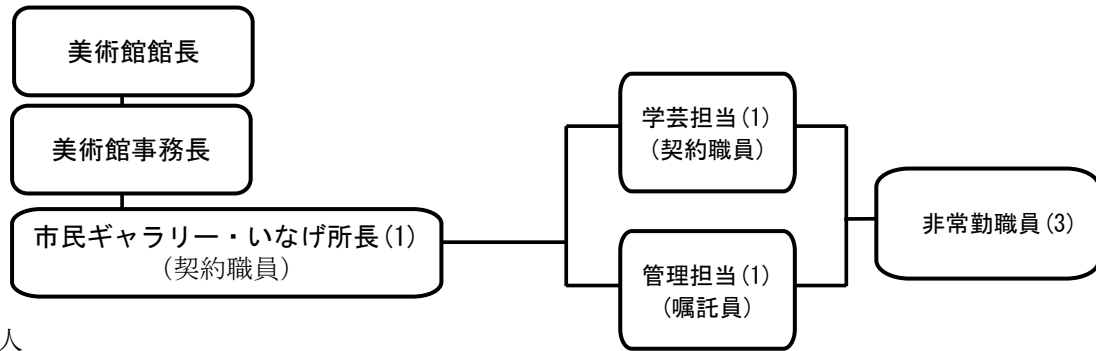 美術館館長
美術館事務長
市民ギャラリー・いなげ所長(1)
(契約職員)
学芸担当(1)
(契約職員)
管理担当(1)
(嘱託員)
非常勤職員(3)
人